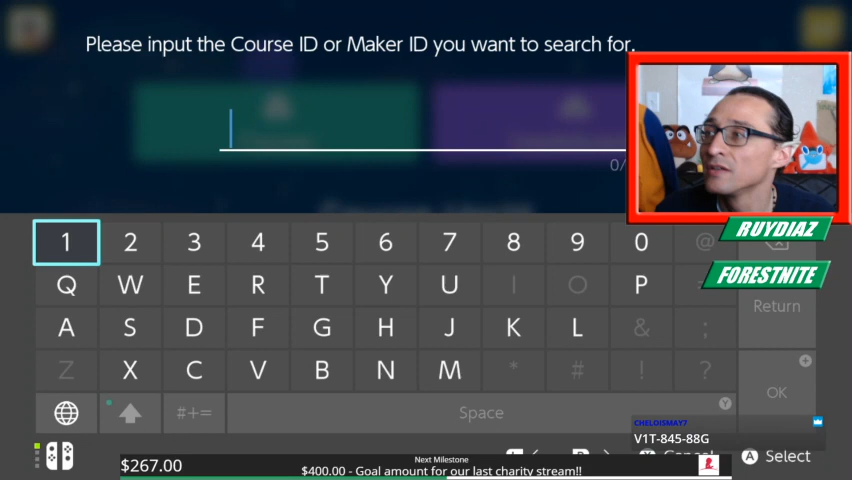 Please input the Course ID or Maker ID you want to search for.
0/
1 2 3 4 5 6 7 8 9 0 @
RUYDIAZ
Q W E R T Y U I O P
FORESTNITE
Return
A S D F G H J K L & ;
Z X C V B N M * # ! ?
OK
#+= Space
CHELOISMAY7
V1T-845-88G
Select
$267.00
Next Milestone
$400.00 - Goal amount for our last charity stream!!